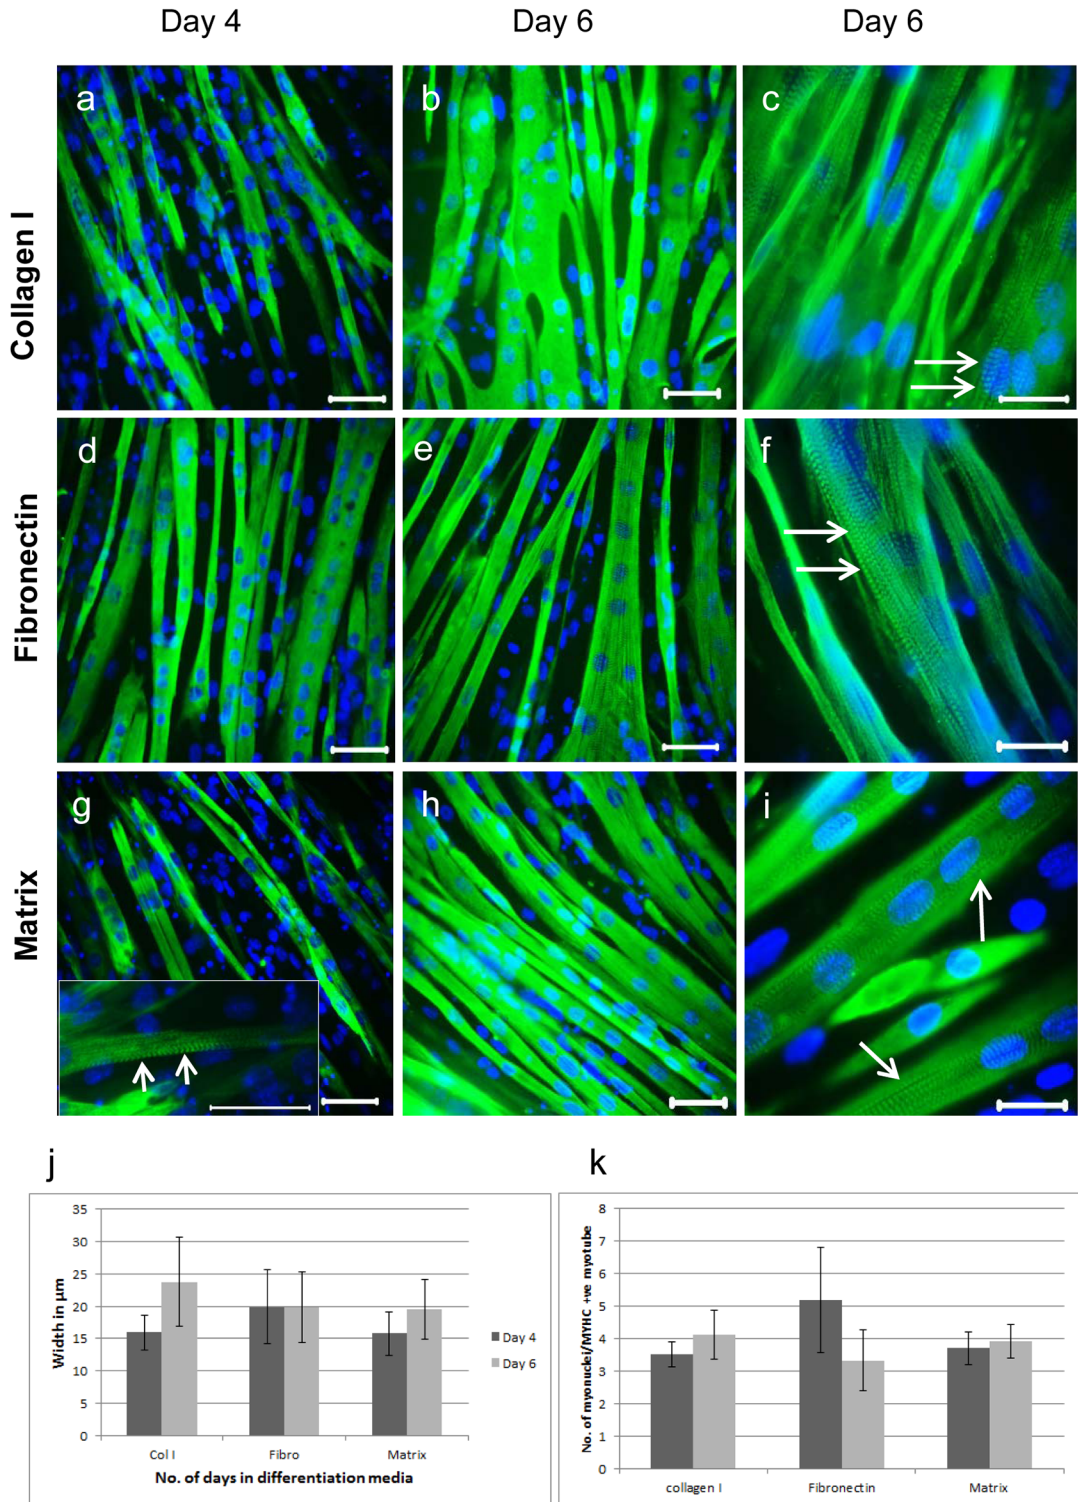 Day 4 Day 6 Day 6
Collagen I
a b c
Fibronectin
d e f
Matrix
g h i
j k
35
30
25
20
15
10
5
0
Width in µm
Col I Fibro Matrix
No. of days in differentiation media
Day 4
Day 6
8
7
6
5
4
3
2
1
0
No. of myonuclei/MYHC +ve myotube
collagen I Fibronectin Matrix